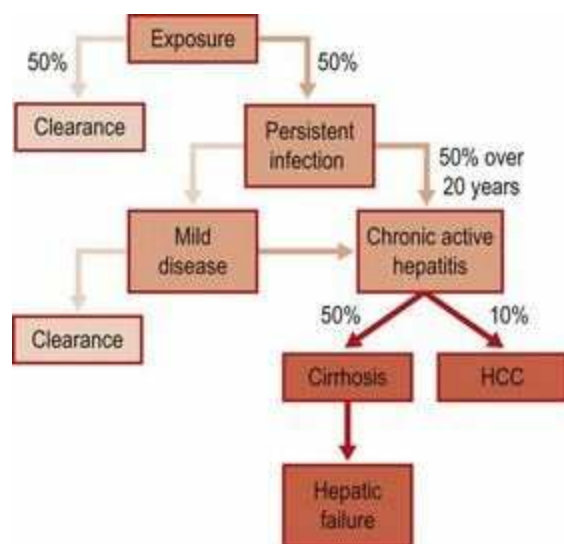 Exposure
50%
50%
Clearance
Persistent
infection
50% over
20 years
Mild
disease
Chronic active
hepatitis
Clearance
50%
10%
Cirrhosis
HCC
Hepatic
failure